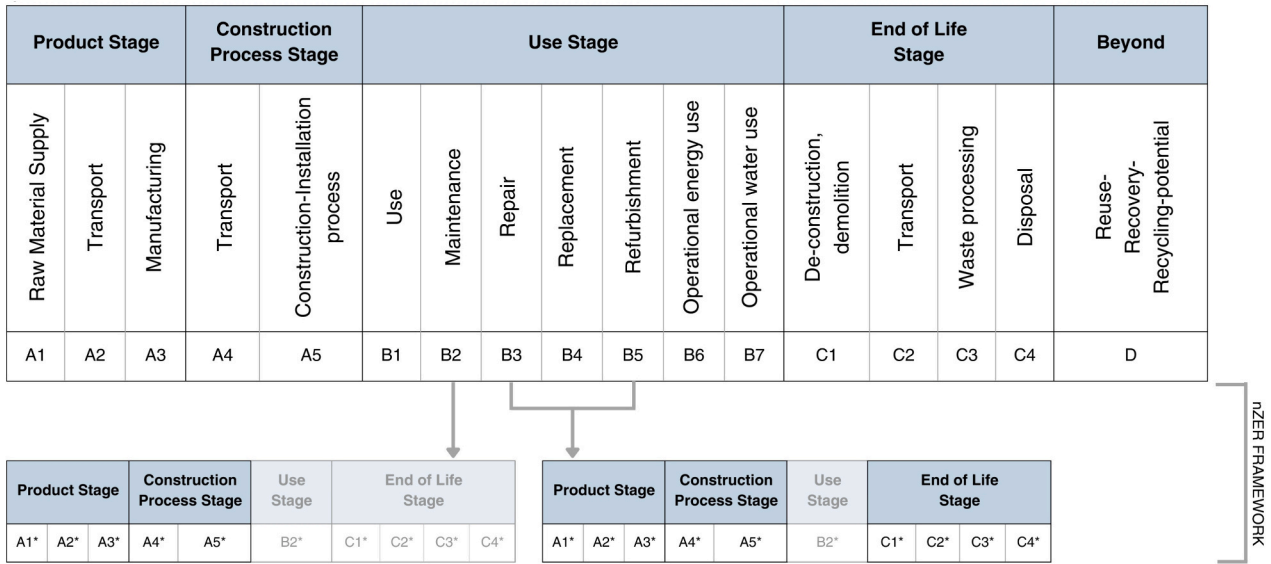 Product Stage
Construction
Process Stage
Use Stage
End of Life
Stage
Beyond
Raw Material Supply
Transport
Manufacturing
Transport
Construction-Installation
process
Use
Maintenance
Repair
Replacement
Refurbishment
Operational energy use
Operational water use
De-construction,
demolition
Transport
Waste processing
Disposal
Reuse-
Recovery-
Recycling-potential
A1 A2 A3 A4 A5 B1 B2 B3 B4 B5 B6 B7 C1 C2 C3 C4 D
nZER FRAMEWORK
Product Stage
Construction
Process Stage
Use
Stage
End of Life
Stage
A1* A2* A3* A4* A5* B2* C1* C2* C3* C4*
Product Stage
Construction
Process Stage
Use
Stage
End of Life
Stage
A1* A2* A3* A4* A5* B2* C1* C2* C3* C4*